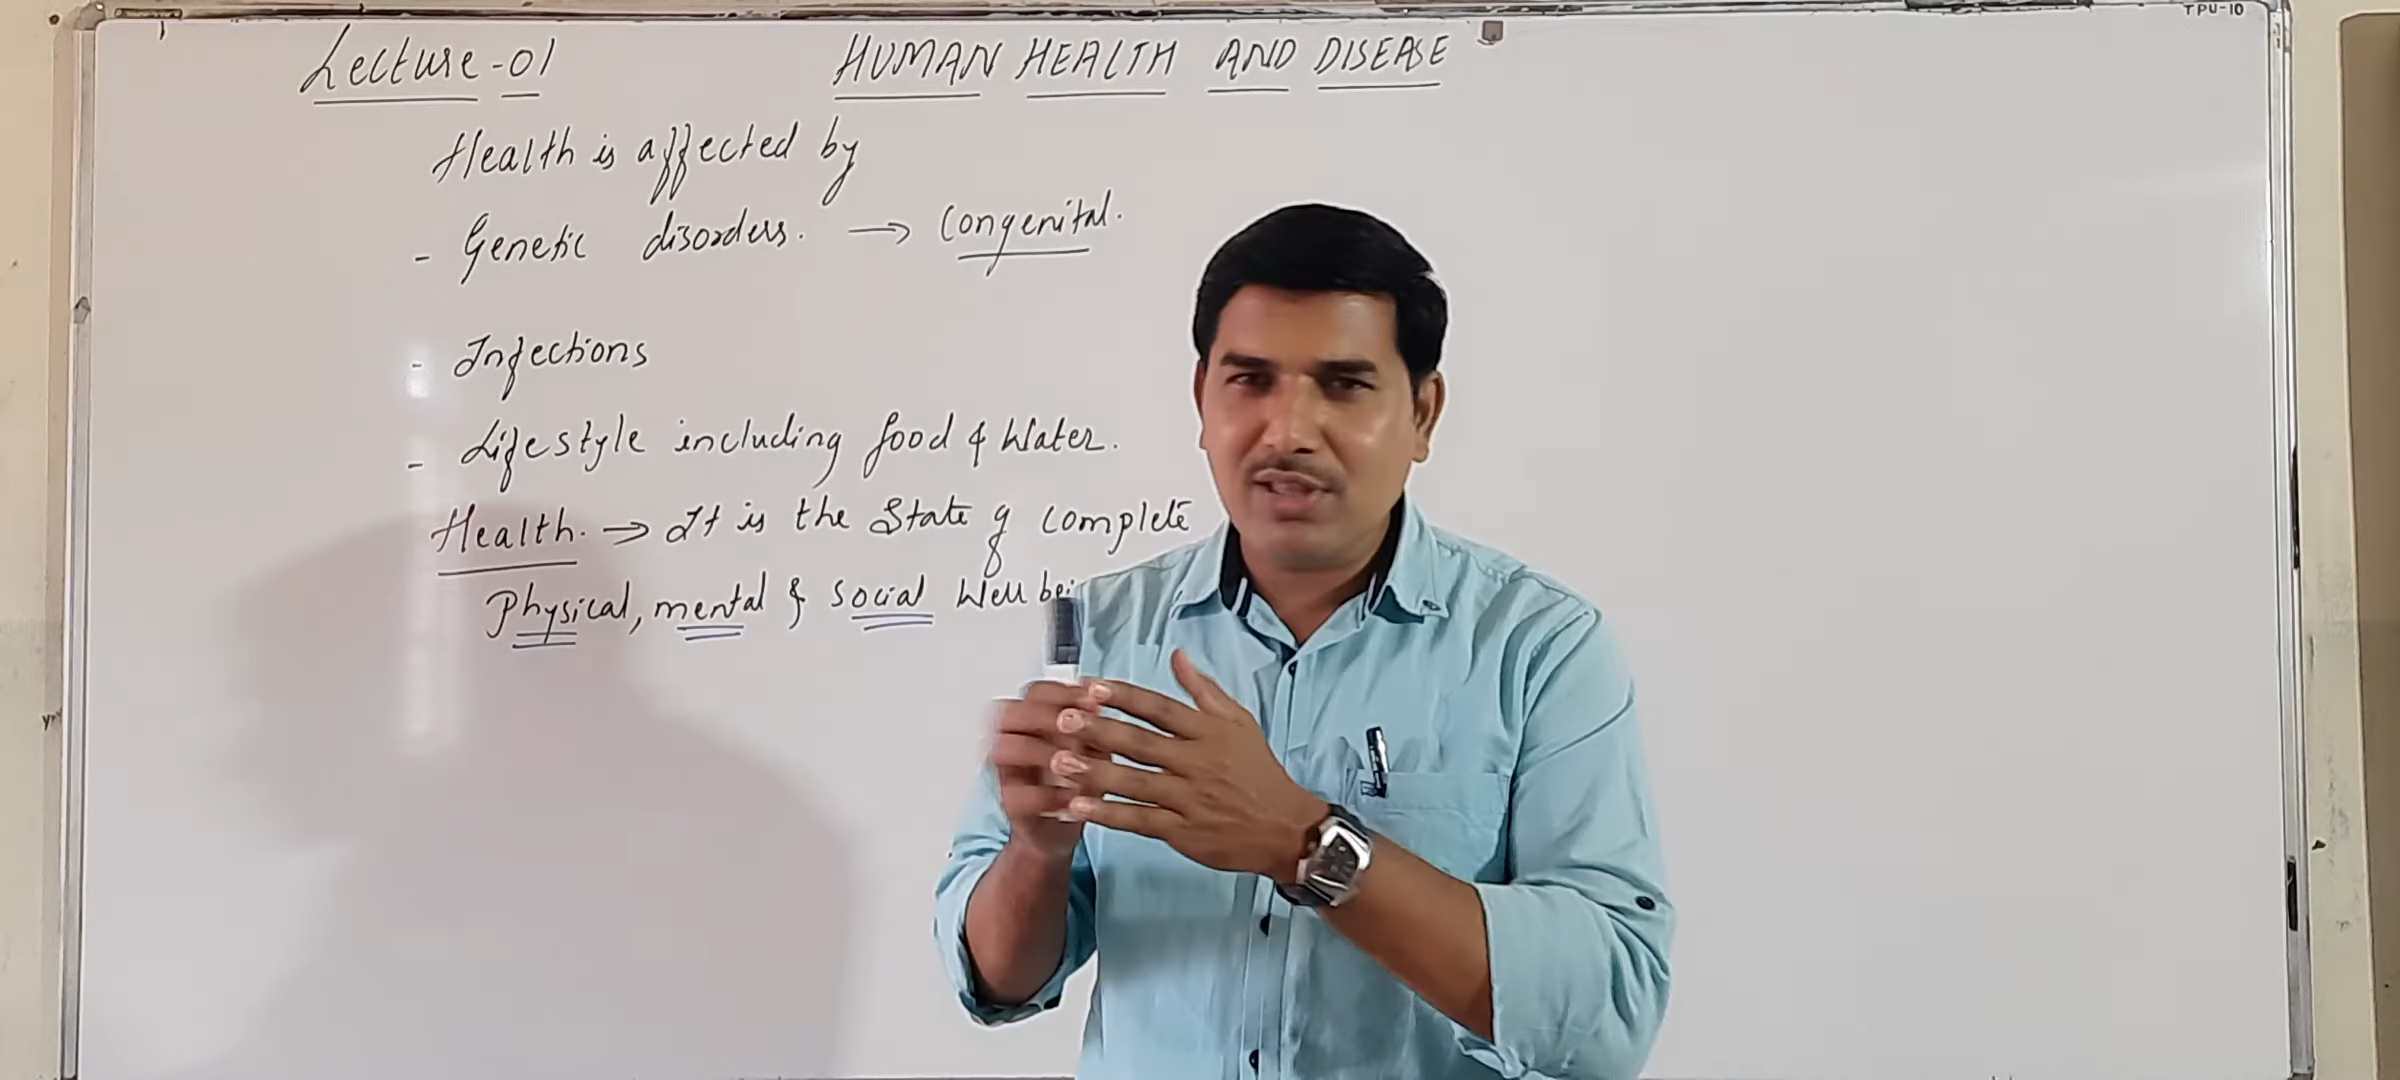 TPU-10
Lecture-01 HUMAN HEALTH AND DISEASE
Health is affected by
- Genetic disorders. → Congenital.
- Infections
- Lifestyle including food & Water.
Health. → It is the State of complete
Physical, mental & Social Well